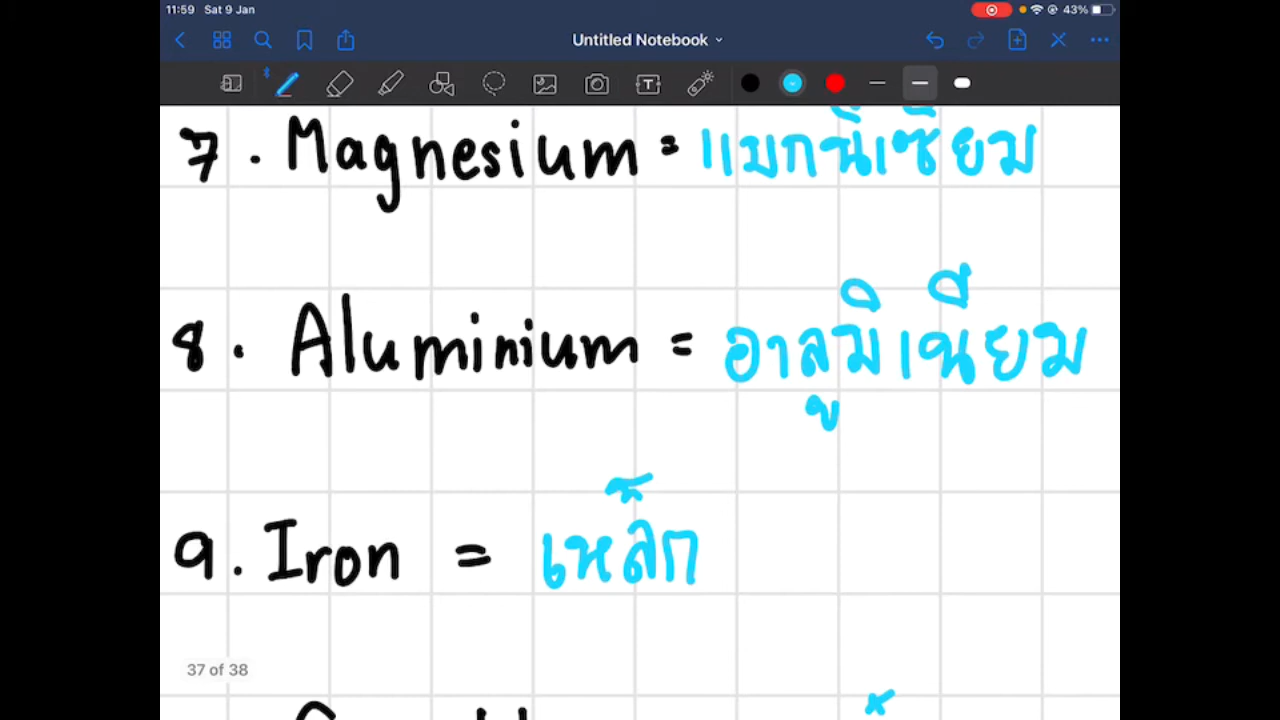 11:59 Sat 9 Jan 43%
Untitled Notebook
7. Magnesium = แมกนีเซียม
8. Aluminium = อาลูมิเนียม
9. Iron = เหล็ก
37 of 38